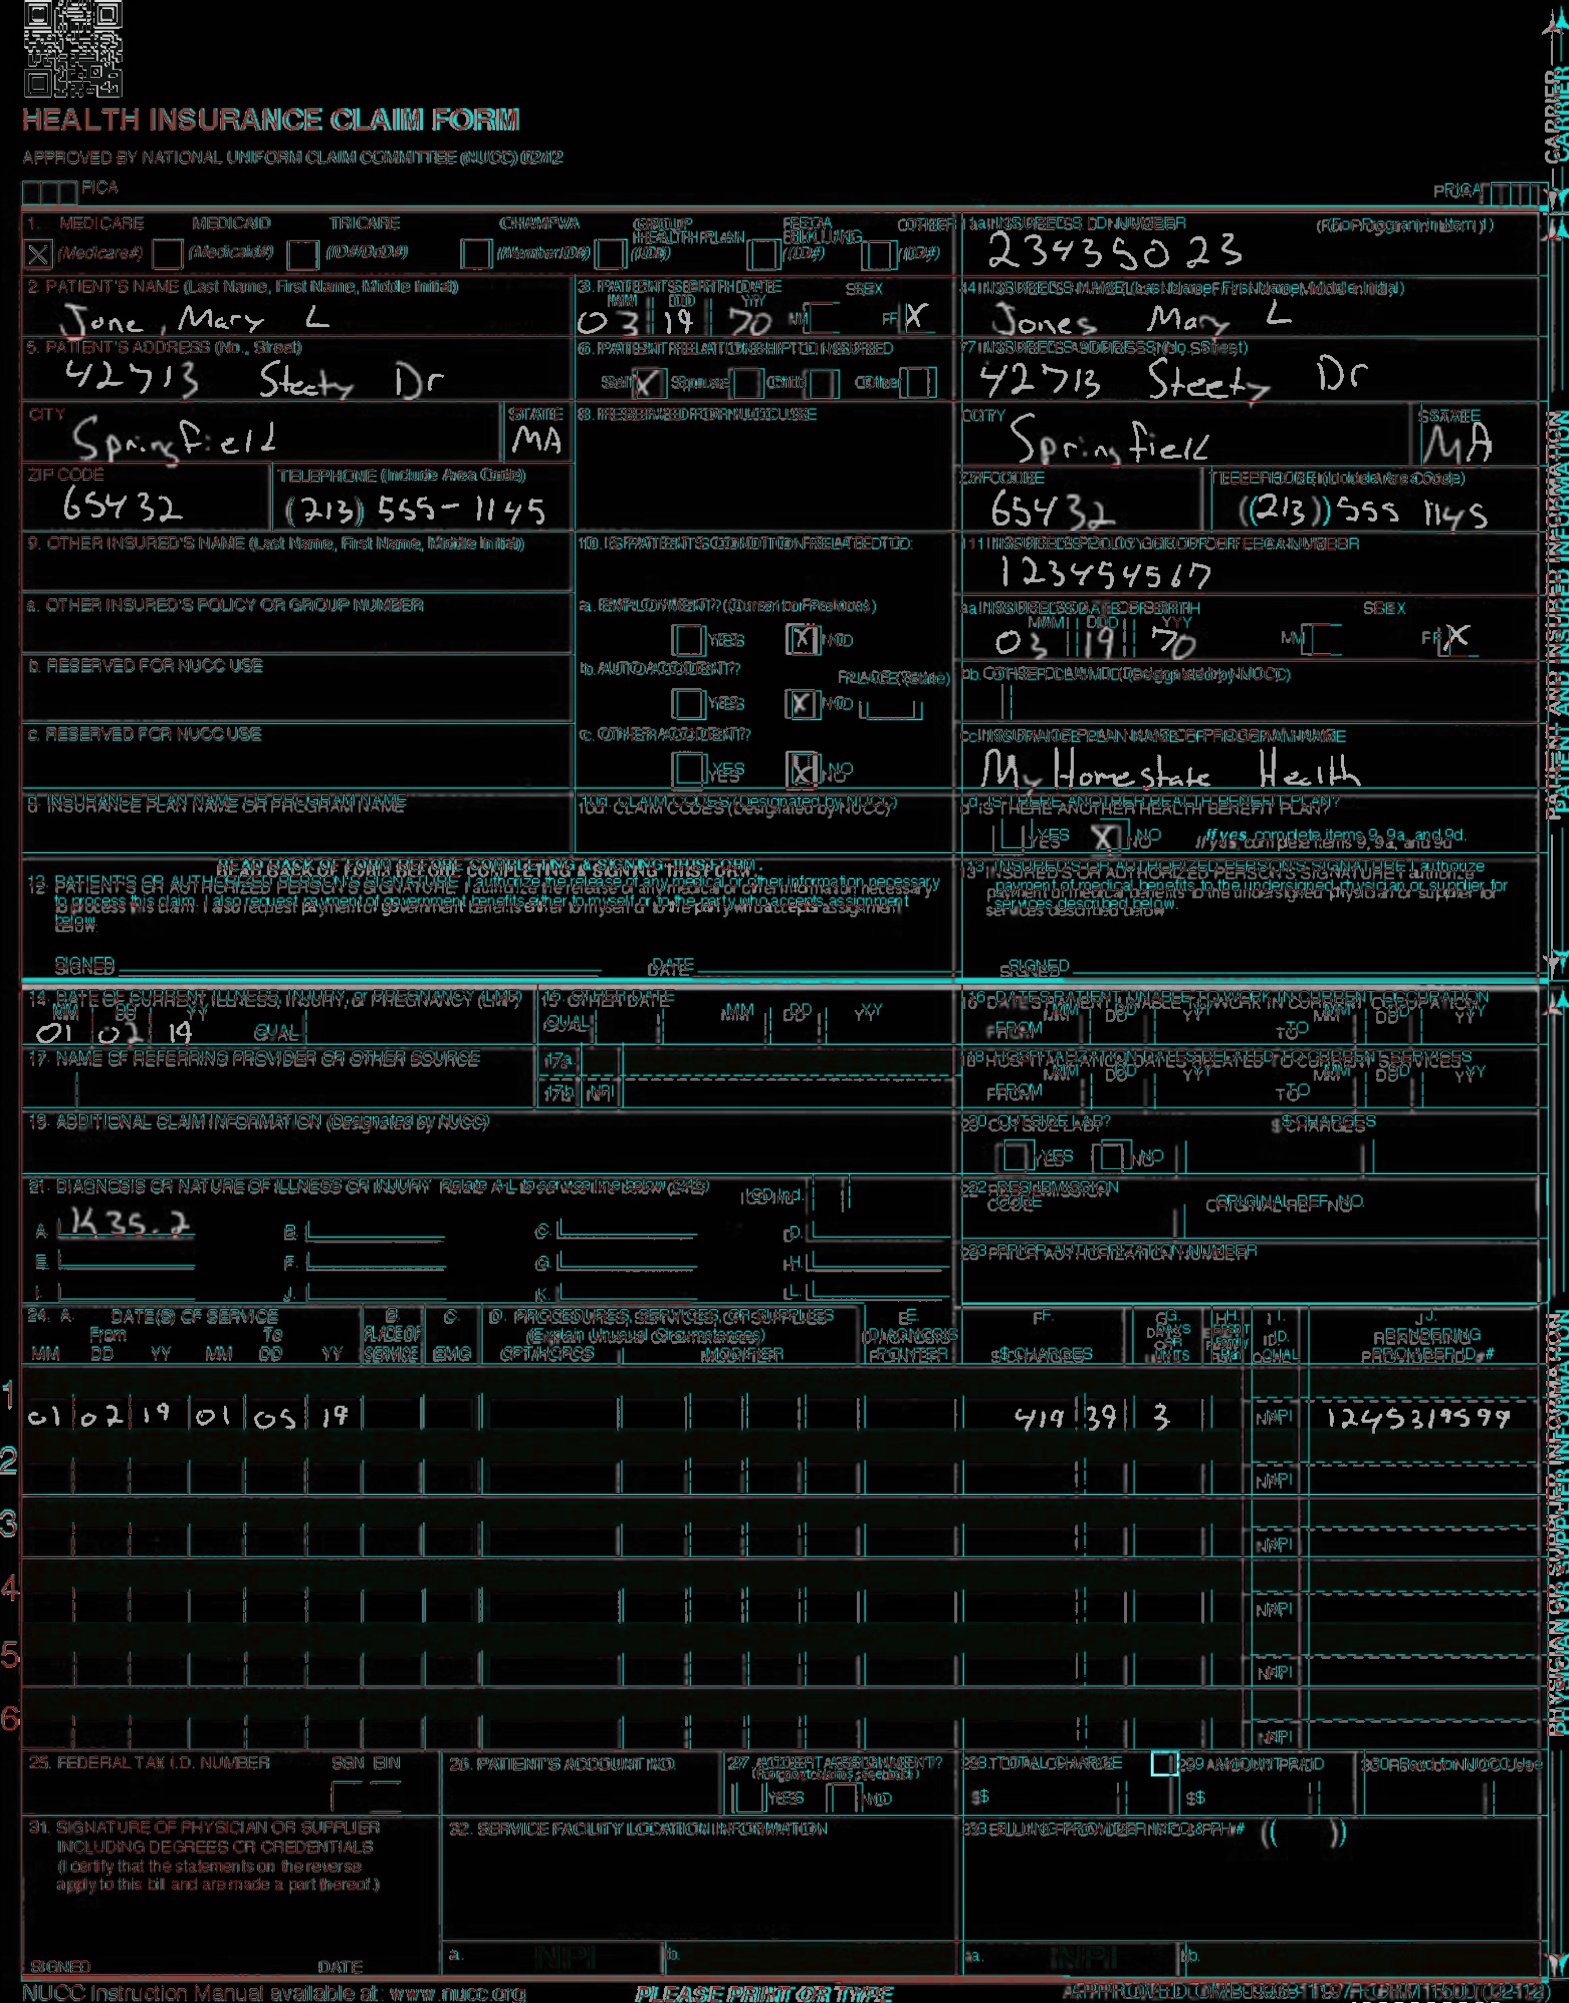 HEALTH INSURANCE CLAIM FORM
APPROVED BY NATIONAL UNIFORM CLAIM COMMITTEE (NUCC) 02/12
PICA
PICA
CARRIER
1. MEDICARE MEDICAID TRICARE CHAMPVA GROUP HEALTH PLAN FECA BLK LUNG OTHER
X (Medicare#) (Medicaid#) (ID#/DoD#) (Member ID#) (ID#) (ID#) (ID#)
1a. INSURED'S I.D. NUMBER (For Program in Item 1)
23435023
2. PATIENT'S NAME (Last Name, First Name, Middle Initial)
Jone, Mary L
3. PATIENT'S BIRTH DATE SEX
MM DD YY
03 19 70 M F X
4. INSURED'S NAME (Last Name, First Name, Middle Initial)
Jones Mary L
5. PATIENT'S ADDRESS (No., Street)
42713 Steety Dr
6. PATIENT RELATIONSHIP TO INSURED
Self X Spouse Child Other
7. INSURED'S ADDRESS (No., Street)
42713 Steety Dr
CITY STATE
Springfield MA
8. RESERVED FOR NUCC USE
CITY STATE
Springfield MA
ZIP CODE TELEPHONE (Include Area Code)
65432 (213) 555-1145
ZIP CODE TELEPHONE (Include Area Code)
65432 (213) 555 1145
9. OTHER INSURED'S NAME (Last Name, First Name, Middle Initial)
10. IS PATIENT'S CONDITION RELATED TO:
11. INSURED'S POLICY GROUP OR FECA NUMBER
123454567
a. OTHER INSURED'S POLICY OR GROUP NUMBER
a. EMPLOYMENT? (Current or Previous)
YES X NO
a. INSURED'S DATE OF BIRTH SEX
MM DD YY
03 19 70 M F X
b. RESERVED FOR NUCC USE
b. AUTO ACCIDENT? PLACE (State)
YES X NO
b. OTHER CLAIM ID (Designated by NUCC)
c. RESERVED FOR NUCC USE
c. OTHER ACCIDENT?
YES X NO
c. INSURANCE PLAN NAME OR PROGRAM NAME
My Homestate Health
d. INSURANCE PLAN NAME OR PROGRAM NAME
10d. CLAIM CODES (Designated by NUCC)
d. IS THERE ANOTHER HEALTH BENEFIT PLAN?
YES X NO If yes, complete items 9, 9a, and 9d.
READ BACK OF FORM BEFORE COMPLETING & SIGNING THIS FORM.
12. PATIENT'S OR AUTHORIZED PERSON'S SIGNATURE I authorize the release of any medical or other information necessary
to process this claim. I also request payment of government benefits either to myself or to the party who accepts assignment
below.
SIGNED DATE
13. INSURED'S OR AUTHORIZED PERSON'S SIGNATURE I authorize
payment of medical benefits to the undersigned physician or supplier for
services described below.
SIGNED
PATIENT AND INSURED INFORMATION
14. DATE OF CURRENT ILLNESS, INJURY, or PREGNANCY (LMP)
MM DD YY
01 02 19 QUAL.
15. OTHER DATE
QUAL. MM DD YY
16. DATES PATIENT UNABLE TO WORK IN CURRENT OCCUPATION
MM DD YY MM DD YY
FROM TO
17. NAME OF REFERRING PROVIDER OR OTHER SOURCE
17a.
17b. NPI
18. HOSPITALIZATION DATES RELATED TO CURRENT SERVICES
MM DD YY MM DD YY
FROM TO
19. ADDITIONAL CLAIM INFORMATION (Designated by NUCC)
20. OUTSIDE LAB? $ CHARGES
YES NO
21. DIAGNOSIS OR NATURE OF ILLNESS OR INJURY Relate A-L to service line below (24E) ICD Ind.
A. K35.2 B. C. D.
E. F. G. H.
I. J. K. L.
22. RESUBMISSION CODE ORIGINAL REF. NO.
23. PRIOR AUTHORIZATION NUMBER
24. A. DATE(S) OF SERVICE B. C. D. PROCEDURES, SERVICES, OR SUPPLIES E. F. G. H. I. J.
From To PLACE OF SERVICE EMG (Explain Unusual Circumstances) DIAGNOSIS POINTER $ CHARGES DAYS OR UNITS ID. QUAL. RENDERING PROVIDER ID. #
MM DD YY MM DD YY CPT/HCPCS MODIFIER
1 01 02 19 01 05 19 419 39 3 NPI 1245319599
2 NPI
3 NPI
4 NPI
5 NPI
6 NPI
25. FEDERAL TAX I.D. NUMBER SSN EIN
26. PATIENT'S ACCOUNT NO.
27. ACCEPT ASSIGNMENT?
(For govt. claims, see back)
YES NO
28. TOTAL CHARGE
$
29. AMOUNT PAID
$
30. Rsvd for NUCC Use
31. SIGNATURE OF PHYSICIAN OR SUPPLIER
INCLUDING DEGREES OR CREDENTIALS
(I certify that the statements on the reverse
apply to this bill and are made a part thereof.)
SIGNED DATE
32. SERVICE FACILITY LOCATION INFORMATION
a. NPI b.
33. BILLING PROVIDER INFO & PH # ( )
a. NPI b.
PHYSICIAN OR SUPPLIER INFORMATION
NUCC Instruction Manual available at: www.nucc.org
PLEASE PRINT OR TYPE